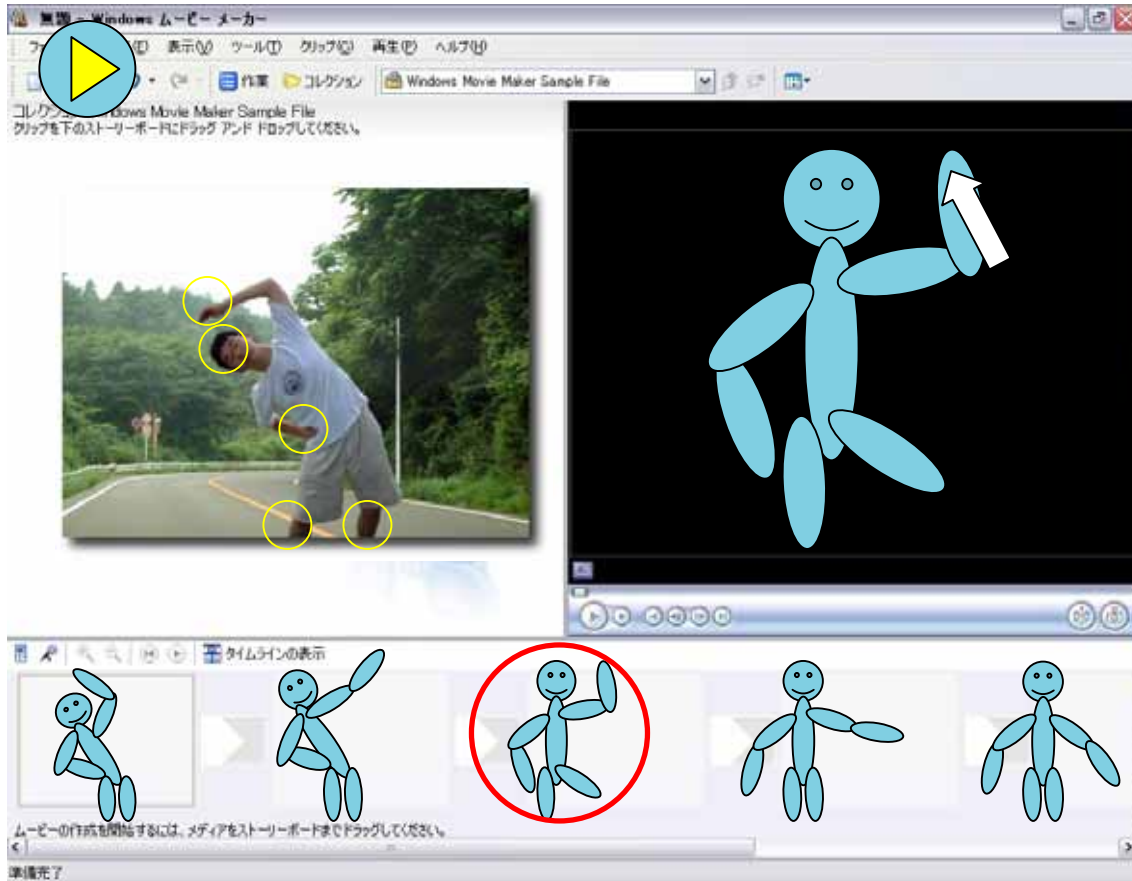 無題 - Windows ムービー メーカー
表示(V) ツール(T) クリップ(C) 再生(P) ヘルプ(H)
作業 コレクション Windows Movie Maker Sample File
Movie Maker Sample File
クリップを下のストーリーボードにドラッグ アンド ドロップしてください。
タイムラインの表示
ムービーの作成を開始するには、メディアをストーリーボードまでドラッグしてください。
準備完了